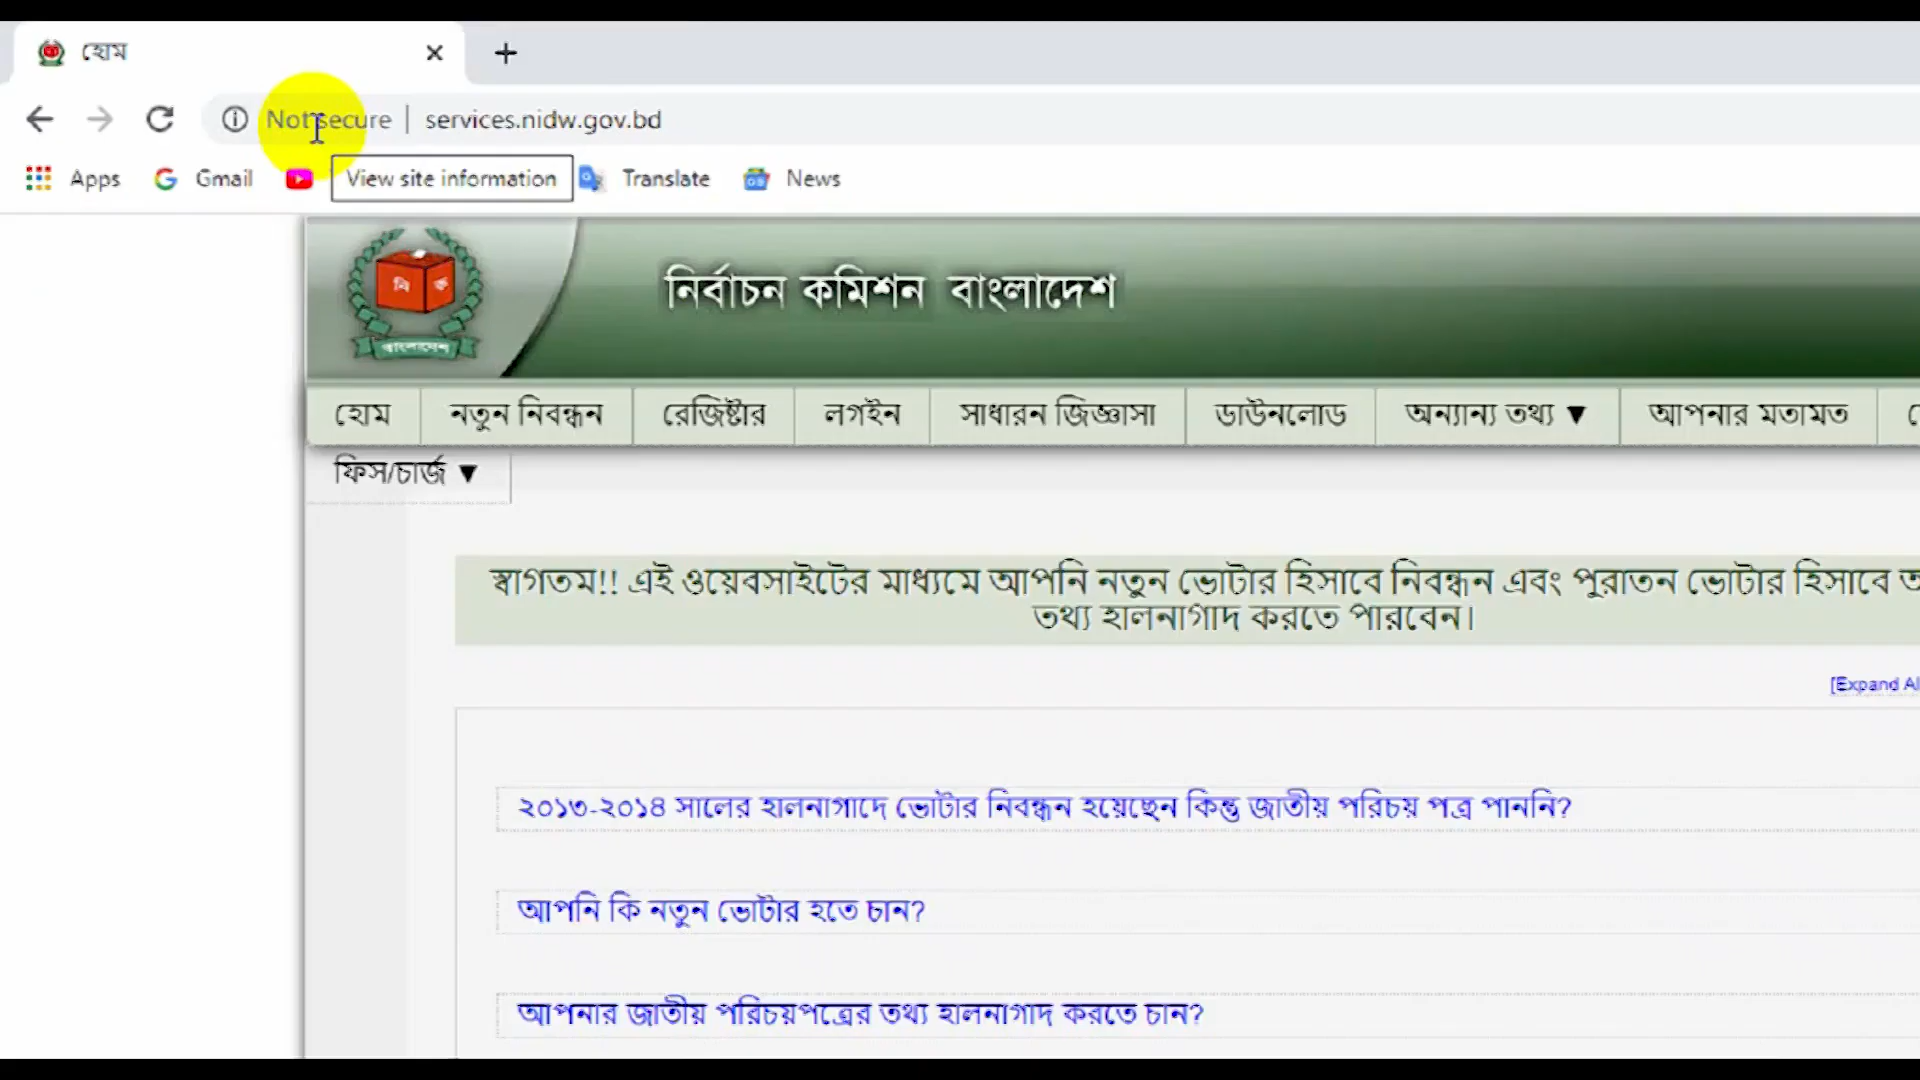 হোম
Not secure | services.nidw.gov.bd
Apps Gmail View site information Translate News
নি ক
বাংলাদেশ
নির্বাচন কমিশন বাংলাদেশ
হোম নতুন নিবন্ধন রেজিষ্টার লগইন সাধারন জিজ্ঞাসা ডাউনলোড অন্যান্য তথ্য ▼ আপনার মতামত
ফিস/চার্জ ▼
স্বাগতম!! এই ওয়েবসাইটের মাধ্যমে আপনি নতুন ভোটার হিসাবে নিবন্ধন এবং পুরাতন ভোটার হিসাবে
তথ্য হালনাগাদ করতে পারবেন।
[Expand Al
২০১৩-২০১৪ সালের হালনাগাদে ভোটার নিবন্ধন হয়েছেন কিন্তু জাতীয় পরিচয় পত্র পাননি?
আপনি কি নতুন ভোটার হতে চান?
আপনার জাতীয় পরিচয়পত্রের তথ্য হালনাগাদ করতে চান?